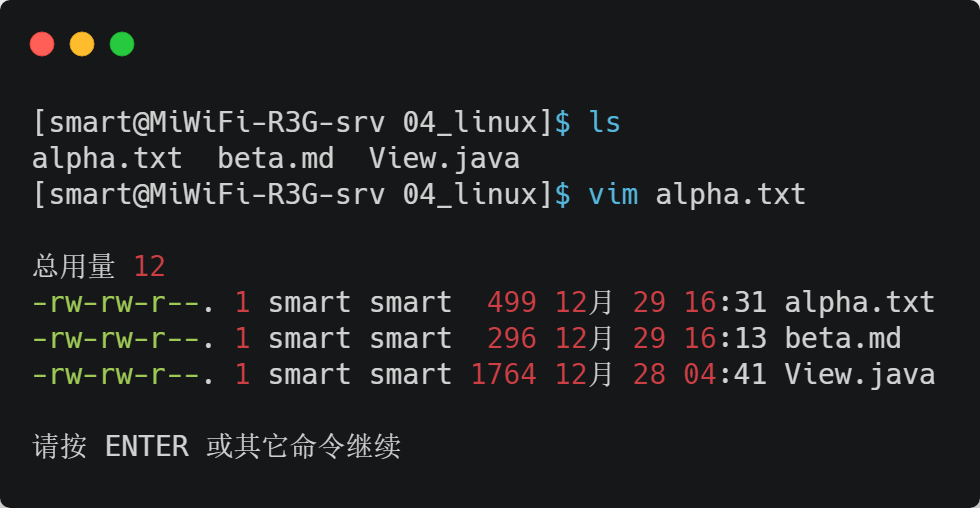 [smart@MiWiFi-R3G-srv 04_linux]$ ls
alpha.txt  beta.md  View.java
[smart@MiWiFi-R3G-srv 04_linux]$ vim alpha.txt
总用量 12
-rw-rw-r--. 1 smart smart  499 12月 29 16:31 alpha.txt
-rw-rw-r--. 1 smart smart  296 12月 29 16:13 beta.md
-rw-rw-r--. 1 smart smart 1764 12月 28 04:41 View.java
请按 ENTER 或其它命令继续